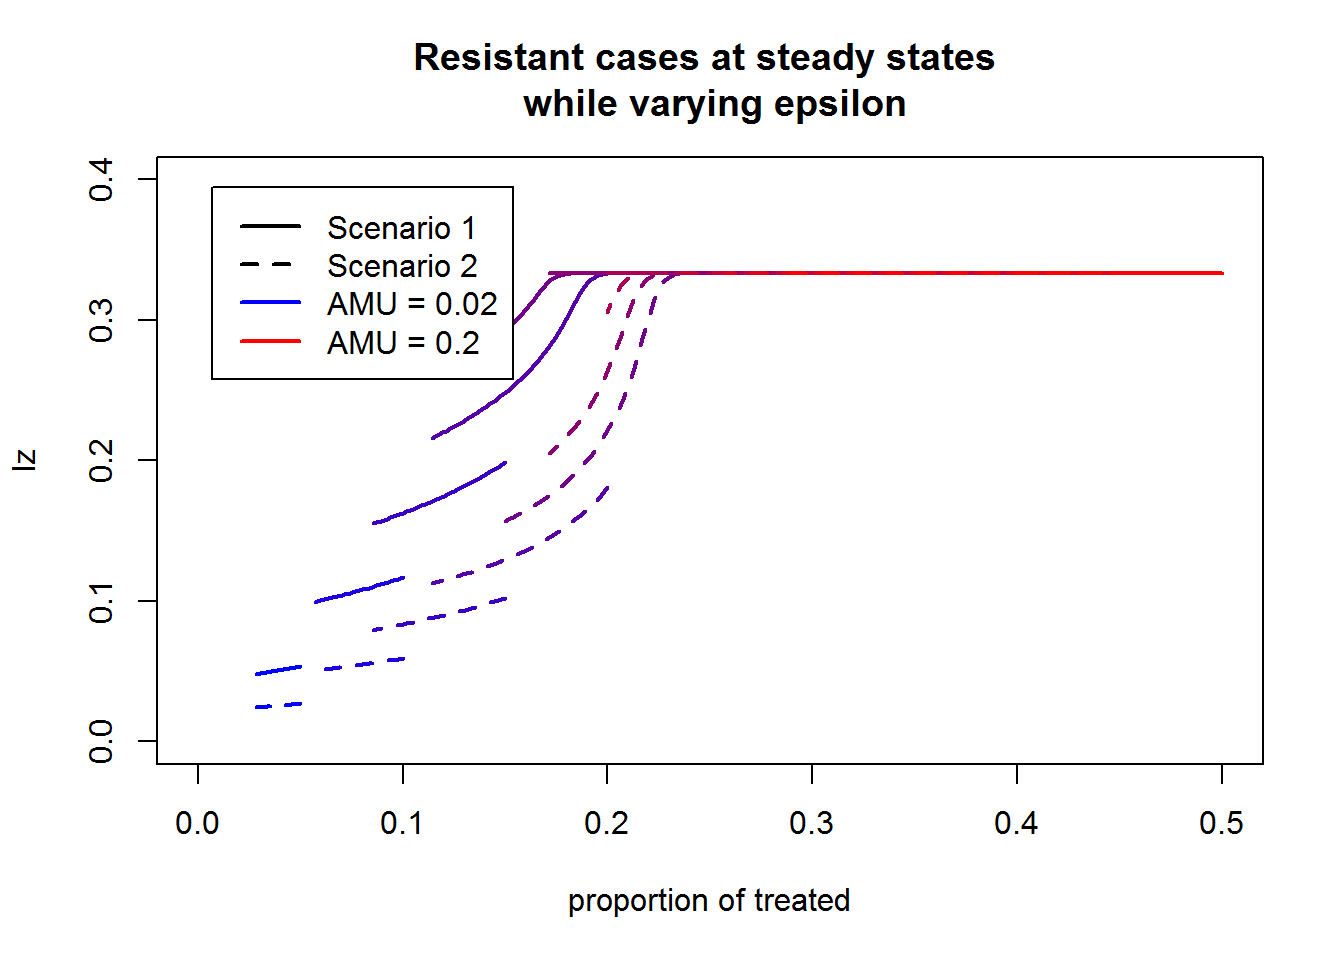 Resistant cases at steady states
while varying epsilon
Iz
0.4
0.3
0.2
0.1
0.0
Scenario 1
Scenario 2
AMU = 0.02
AMU = 0.2
0.0 0.1 0.2 0.3 0.4 0.5
proportion of treated